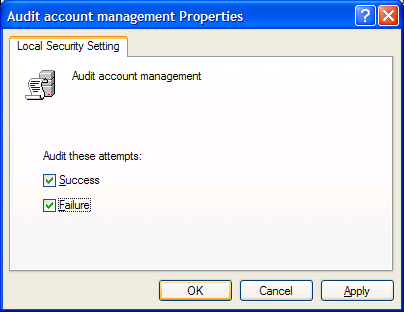 Audit account management Properties
Local Security Setting
Audit account management
Audit these attempts:
Success
Failure
OK Cancel Apply